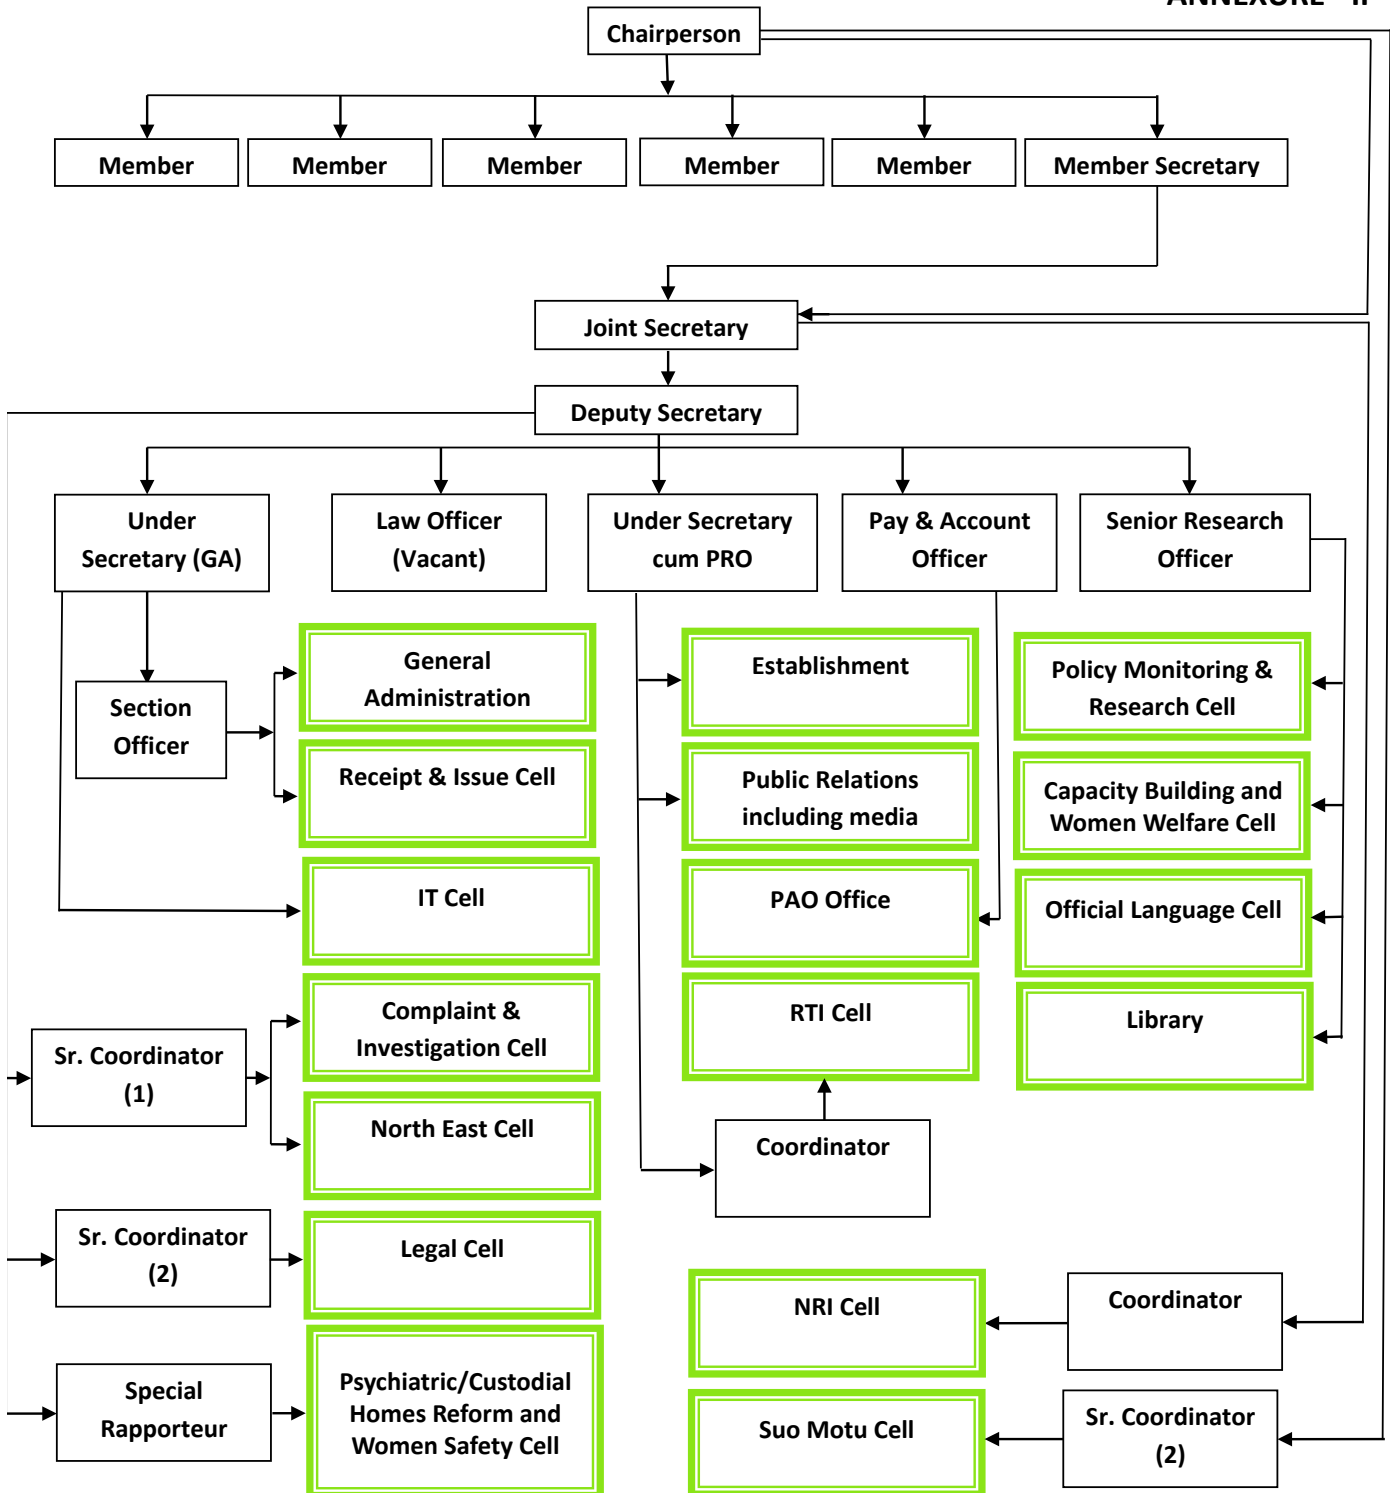 ANNEXURE - II
Chairperson
Member
Member
Member
Member
Member
Member Secretary
Joint Secretary
Deputy Secretary
Under
Secretary (GA)
Law Officer
(Vacant)
Under Secretary
cum PRO
Pay & Account
Officer
Senior Research
Officer
General
Administration
Establishment
Policy Monitoring &
Research Cell
Section
Officer
Receipt & Issue Cell
Public Relations
including media
Capacity Building and
Women Welfare Cell
IT Cell
PAO Office
Official Language Cell
Complaint &
Investigation Cell
RTI Cell
Library
Sr. Coordinator
(1)
North East Cell
Coordinator
Sr. Coordinator
(2)
Legal Cell
NRI Cell
Coordinator
Special
Rapporteur
Psychiatric/Custodial
Homes Reform and
Women Safety Cell
Suo Motu Cell
Sr. Coordinator
(2)